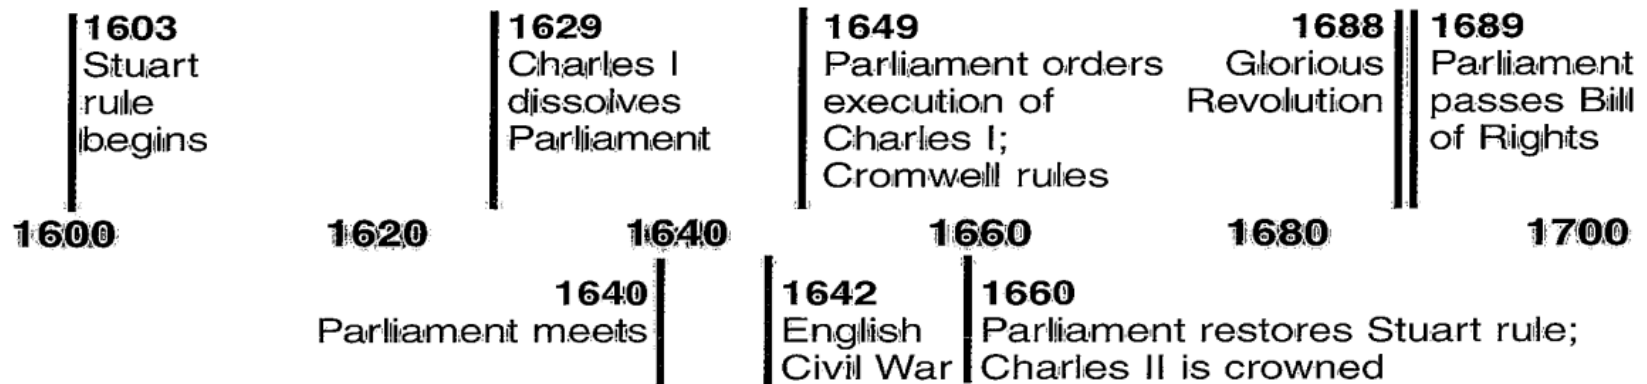 1603
Stuart
rule
begins
1629
Charles I
dissolves
Parliament
1649
Parliament orders
execution of
Charles I;
Cromwell rules
1688
Glorious
Revolution
1689
Parliament
passes Bill
of Rights
1600 1620 1640 1660 1680 1700
1640
Parliament meets
1642
English
Civil War
1660
Parliament restores Stuart rule;
Charles II is crowned